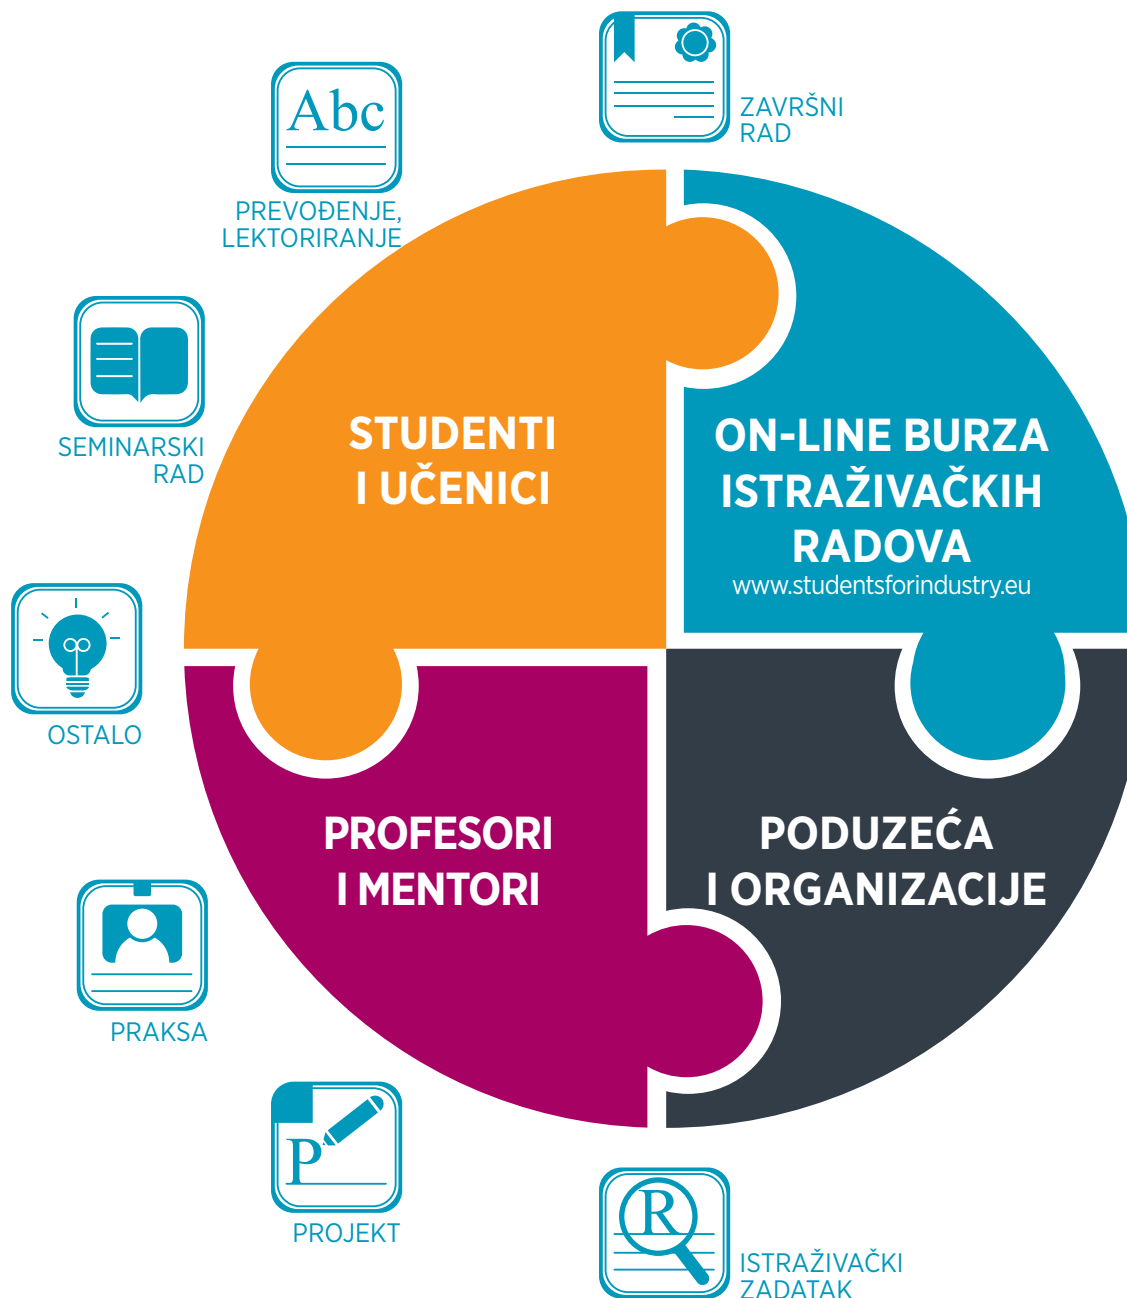 ZAVRŠNI
RAD
Abc
PREVOĐENJE,
LEKTORIRANJE
SEMINARSKI
RAD
STUDENTI
I UČENICI
ON-LINE BURZA
ISTRAŽIVAČKIH
RADOVA
www.studentsforindustry.eu
OSTALO
PROFESORI
I MENTORI
PODUZEĆA
I ORGANIZACIJE
PRAKSA
P
PROJEKT
R
ISTRAŽIVAČKI
ZADATAK